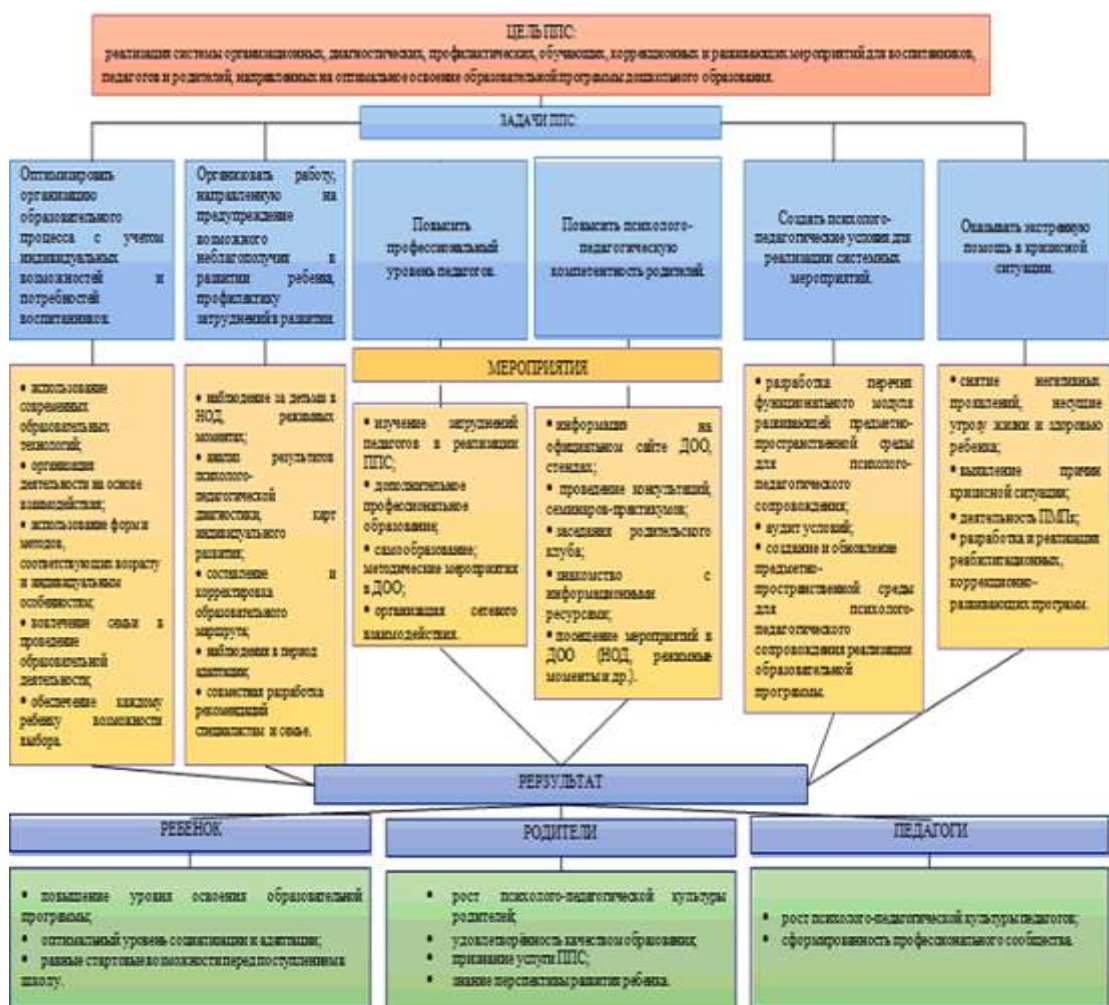 ЦЕЛЬ ППС:
реализация системы организационных, диагностических, профилактических, обучающих, коррекционных и развивающих мероприятий для воспитанников,
педагогов и родителей, направленных на оптимальное освоение образовательной программы дошкольного образования.
ЗАДАЧИ ППС:
Оптимизировать
организацию
образовательного
процесса с учетом
индивидуальных
возможностей и
потребностей
воспитанников.
Организовать работу,
направленную на
предупреждение
возможного
неблагополучия в
развитии ребенка,
профилактику
затруднений в развитии.
Повысить
профессиональный
уровень педагогов.
Повысить психолого-
педагогическую
компетентность родителей.
Создать психолого-
педагогические условия для
реализации системных
мероприятий.
Оказывать экстренную
помощь в кризисной
ситуации.
МЕРОПРИЯТИЯ
• использование
современных
образовательных
технологий;
• организация
деятельности на основе
взаимодействия;
• использование форм и
методов,
соответствующих возрасту
и индивидуальным
особенностям;
• вовлечение семьи в
проведение
образовательной
деятельности;
• обеспечение каждому
ребенку возможности
выбора.
• наблюдение за детьми в
НОД, режимных
моментах;
• анализ результатов
психолого-
педагогической
диагностики, карт
индивидуального
развития;
• составление и
корректировка
образовательного
маршрута;
• наблюдения в период
адаптации;
• совместная разработка
рекомендаций
специалистам и семье.
• изучение затруднений
педагогов в реализации
ППС;
• дополнительное
профессиональное
образование;
• самообразование;
методические мероприятия
в ДОО;
• организация сетевого
взаимодействия.
• информация на
официальном сайте ДОО,
стендах;
• проведение консультаций,
семинаров-практикумов;
• заседания родительского
клуба;
• знакомство с
информационными
ресурсами;
• посещение мероприятий в
ДОО (НОД, режимные
моменты и др.).
• разработка перечня
функционального модуля
развивающей предметно-
пространственной среды
для психолого-
педагогического
сопровождения;
• аудит условий;
• создание и обновление
предметно-
пространственной среды
для психолого-
педагогического
сопровождения реализации
образовательной
программы.
• снятие негативных
проявлений, несущие
угрозу жизни и здоровью
ребенка;
• выявление причин
кризисной ситуации;
• деятельность ПМПк;
• разработка и реализация
реабилитационных,
коррекционно-
развивающих программ.
РЕРЗУЛЬТАТ
РЕБЕНОК
РОДИТЕЛИ
ПЕДАГОГИ
• повышение уровня освоения образовательной
программы;
• оптимальный уровень социализации и адаптации;
• равные стартовые возможности перед поступлением в
школу.
• рост психолого-педагогической культуры
родителей;
• удовлетворённость качеством образования;
• признание услуги ППС;
• знание перспективы развития ребенка.
• рост психолого-педагогической культуры педагогов;
• сформированность профессионального сообщества.